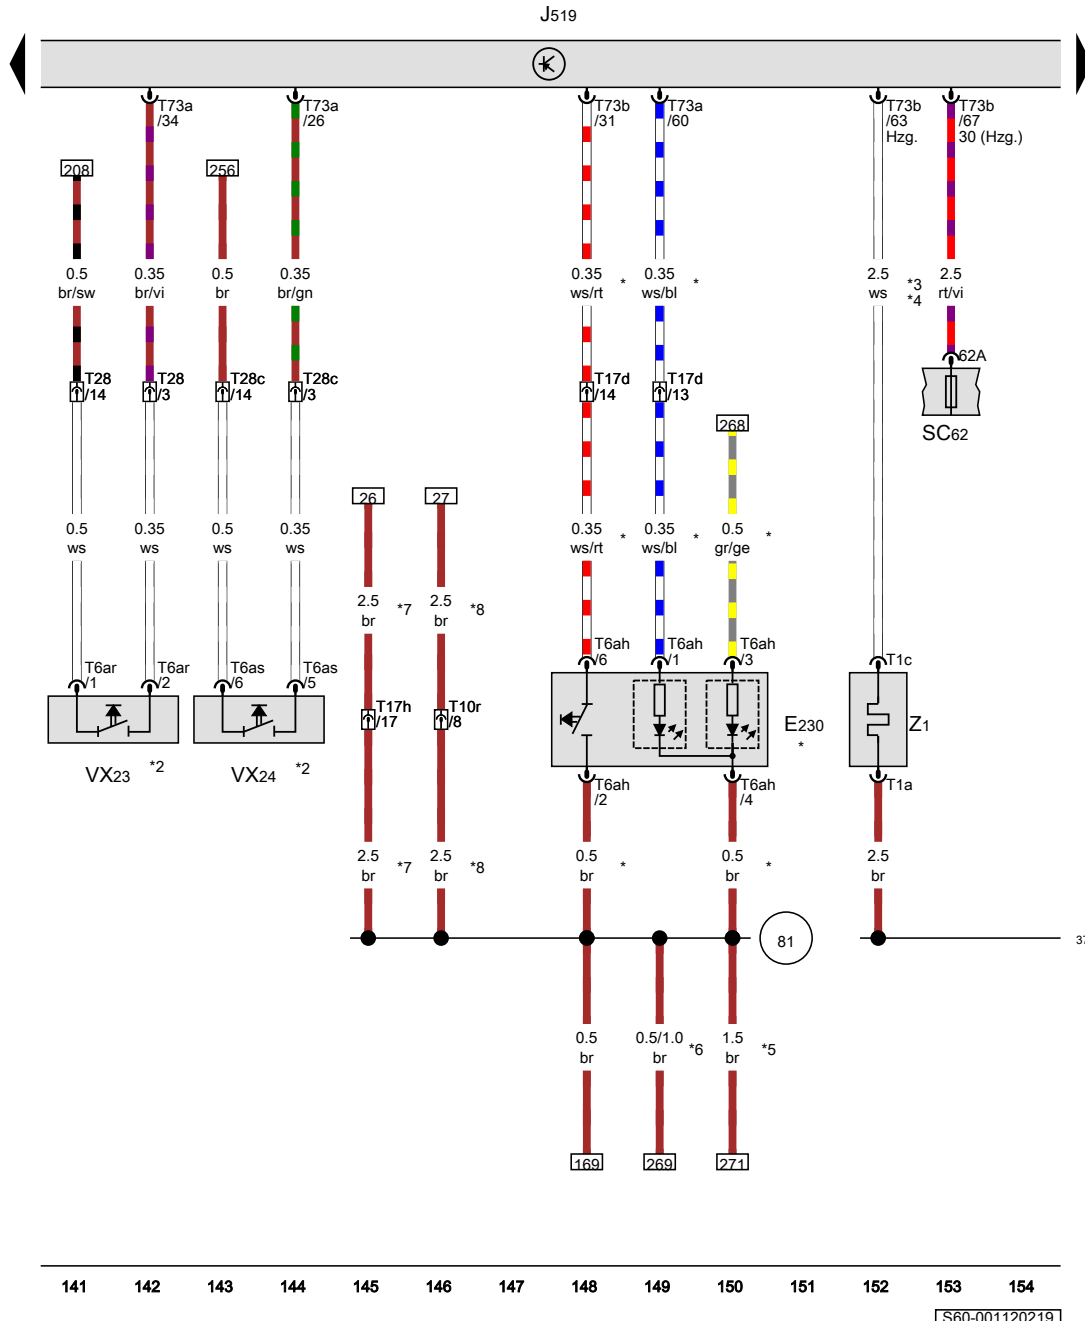 J519
T73a
/34
T73a
/26
T73b
/31
T73a
/60
T73b
/63
Hzg.
T73b
/67
30 (Hzg.)
208
256
0.5
br/sw
0.35
br/vi
0.5
br
0.35
br/gn
0.35
ws/rt
*
0.35
ws/bl
*
2.5
ws
*3
*4
2.5
rt/vi
62A
SC62
T28
/14
T28
/3
T28c
/14
T28c
/3
T17d
/14
T17d
/13
268
26
27
0.5
ws
0.35
ws
0.5
ws
0.35
ws
0.35
ws/rt
*
0.35
ws/bl
*
0.5
gr/ge
*
2.5
br
*7
2.5
br
*8
T6ar
/1
T6ar
/2
T6as
/6
T6as
/5
T6ah
/6
T6ah
/1
T6ah
/3
T1c
T17h
/17
T10r
/8
E230
*
Z1
VX23
*2
VX24
*2
T6ah
/2
T6ah
/4
T1a
2.5
br
*7
2.5
br
*8
0.5
br
*
0.5
br
*
2.5
br
81
37
0.5
br
0.5/1.0
br
*6
1.5
br
*5
169
269
271
141 142 143 144 145 146 147 148 149 150 151 152 153 154
S60-001120219